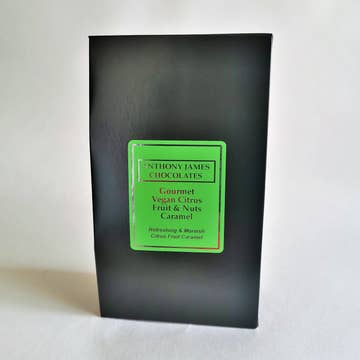 ANTHONY JAMES
CHOCOLATES
Gourmet
Vegan Citrus
Fruit & Nuts
Caramel
Refreshing & Moreish
Citrus Fruit Caramel